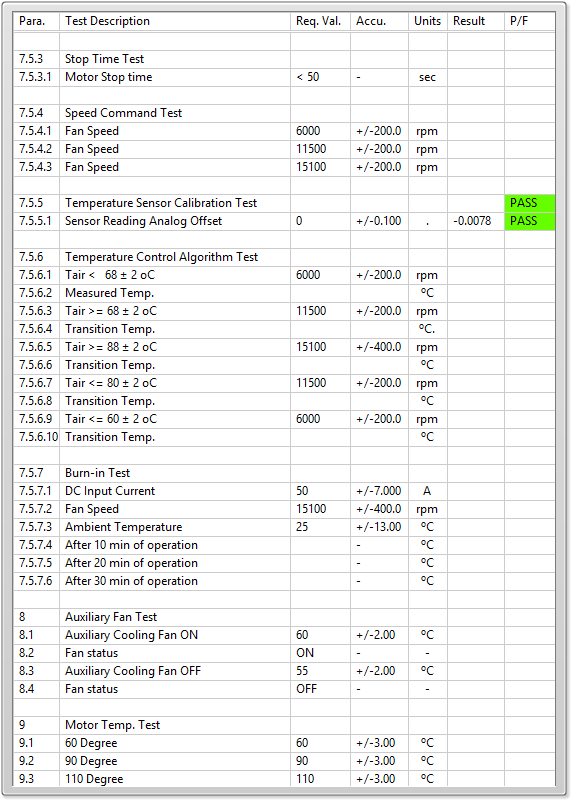 Para. Test Description Req. Val. Accu. Units Result P/F
7.5.3 Stop Time Test
7.5.3.1 Motor Stop time < 50 - sec
7.5.4 Speed Command Test
7.5.4.1 Fan Speed 6000 +/-200.0 rpm
7.5.4.2 Fan Speed 11500 +/-200.0 rpm
7.5.4.3 Fan Speed 15100 +/-200.0 rpm
7.5.5 Temperature Sensor Calibration Test PASS
7.5.5.1 Sensor Reading Analog Offset 0 +/-0.100 . -0.0078 PASS
7.5.6 Temperature Control Algorithm Test
7.5.6.1 Tair < 68 ± 2 oC 6000 +/-200.0 rpm
7.5.6.2 Measured Temp. ºC
7.5.6.3 Tair >= 68 ± 2 oC 11500 +/-200.0 rpm
7.5.6.4 Transition Temp. ºC.
7.5.6.5 Tair >= 88 ± 2 oC 15100 +/-400.0 rpm
7.5.6.6 Transition Temp. ºC
7.5.6.7 Tair <= 80 ± 2 oC 11500 +/-200.0 rpm
7.5.6.8 Transition Temp. ºC
7.5.6.9 Tair <= 60 ± 2 oC 6000 +/-200.0 rpm
7.5.6.10 Transition Temp. ºC
7.5.7 Burn-in Test
7.5.7.1 DC Input Current 50 +/-7.000 A
7.5.7.2 Fan Speed 15100 +/-400.0 rpm
7.5.7.3 Ambient Temperature 25 +/-13.00 ºC
7.5.7.4 After 10 min of operation - ºC
7.5.7.5 After 20 min of operation - ºC
7.5.7.6 After 30 min of operation - ºC
8 Auxiliary Fan Test
8.1 Auxiliary Cooling Fan ON 60 +/-2.00 ºC
8.2 Fan status ON - -
8.3 Auxiliary Cooling Fan OFF 55 +/-2.00 ºC
8.4 Fan status OFF - -
9 Motor Temp. Test
9.1 60 Degree 60 +/-3.00 ºC
9.2 90 Degree 90 +/-3.00 ºC
9.3 110 Degree 110 +/-3.00 ºC